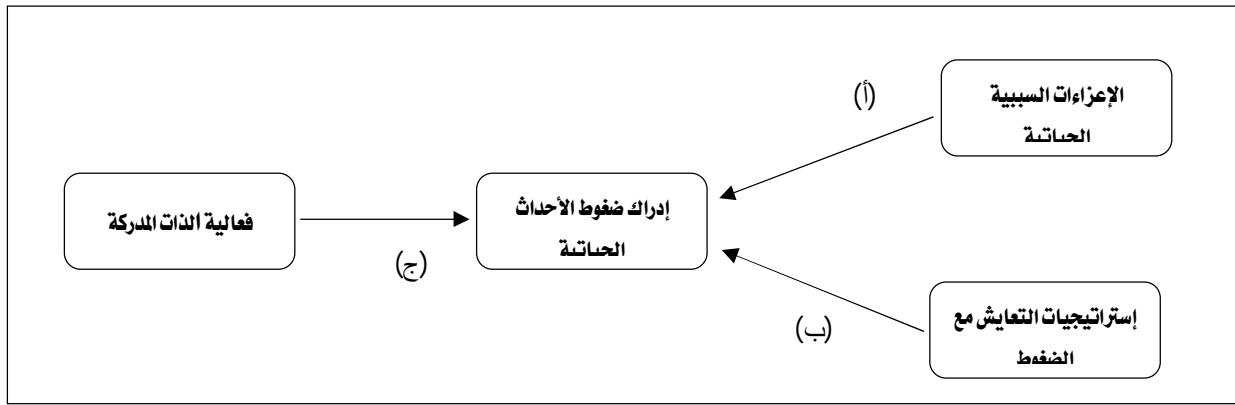 (أ)
الإعزاءات السببية
الحياتية
فعالية الذات المدركة
(ج)
إدراك ضغوط الأحداث
الحياتية
(ب)
إستراتيجيات التعايش مع
الضغوط